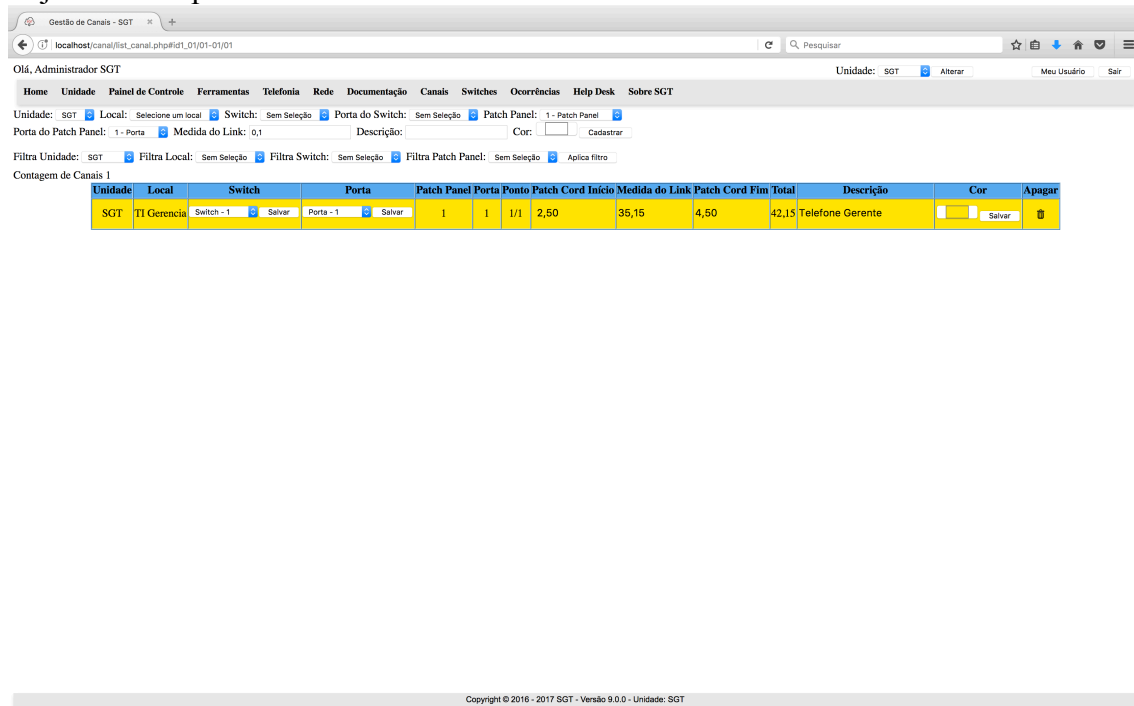 Gestão de Canais - SGT × +
localhost/canal/list_canal.php#id1_01/01-01/01 Pesquisar
Olá, Administrador SGT Unidade: SGT Alterar Meu Usuário Sair
Home Unidade Painel de Controle Ferramentas Telefonia Rede Documentação Canais Switches Ocorrências Help Desk Sobre SGT
Unidade: SGT Local: Selecione um local Switch: Sem Seleção Porta do Switch: Sem Seleção Patch Panel: 1 - Patch Panel
Porta do Patch Panel: 1 - Porta Medida do Link: 0,1 Descrição: Cor: Cadastrar
Filtra Unidade: SGT Filtra Local: Sem Seleção Filtra Switch: Sem Seleção Filtra Patch Panel: Sem Seleção Aplica filtro
Contagem de Canais 1
Unidade Local Switch Porta Patch Panel Porta Ponto Patch Cord Início Medida do Link Patch Cord Fim Total Descrição Cor Apagar
SGT TI Gerencia Switch - 1 Salvar Porta - 1 Salvar 1 1 1/1 2,50 35,15 4,50 42,15 Telefone Gerente Salvar
Copyright © 2016 - 2017 SGT - Versão 9.0.0 - Unidade: SGT